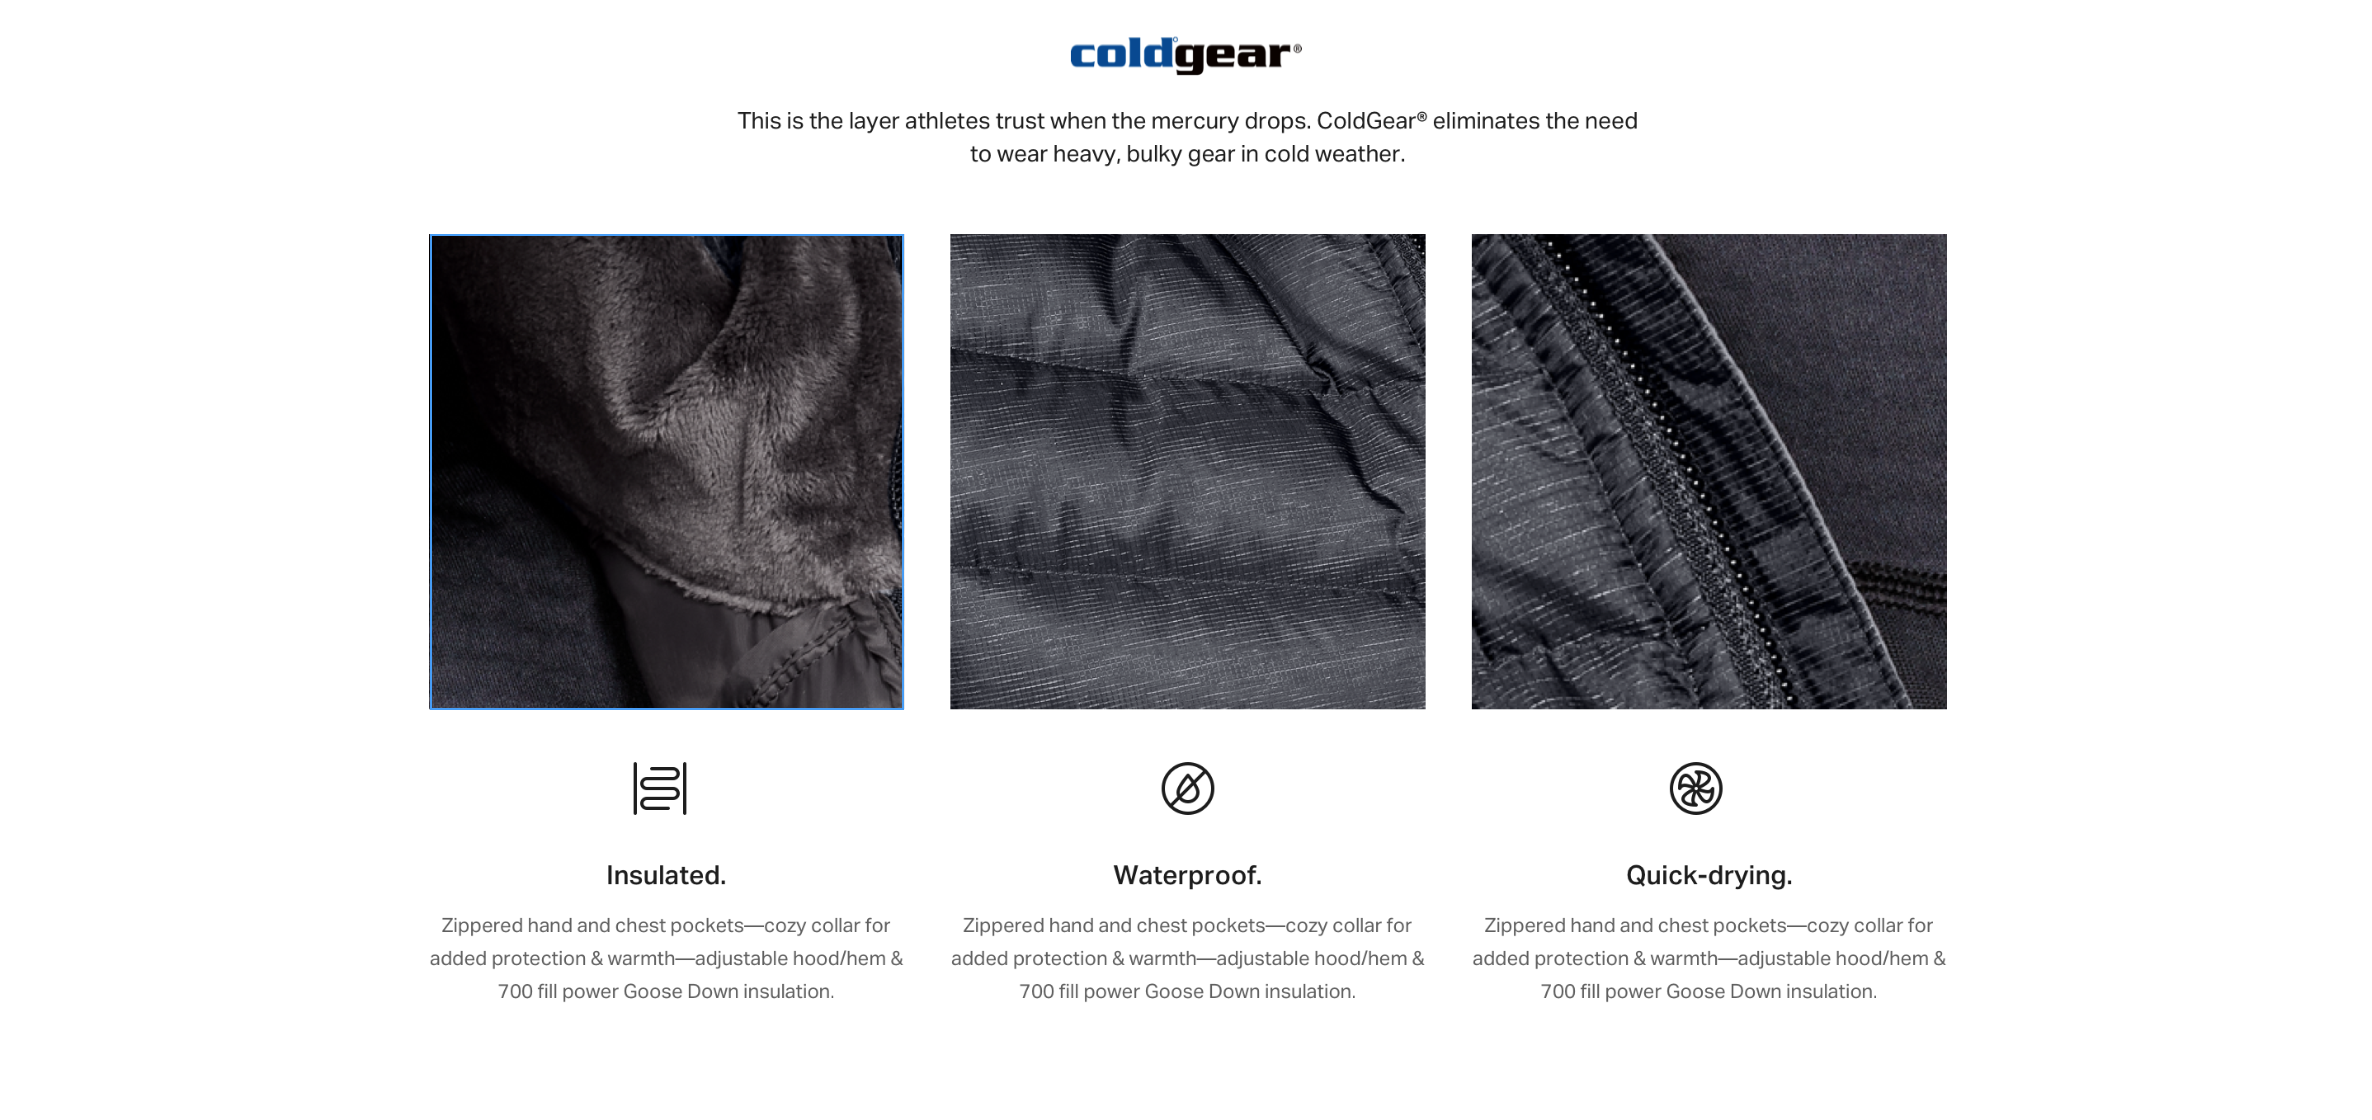 coldgear®
This is the layer athletes trust when the mercury drops. ColdGear® eliminates the need
to wear heavy, bulky gear in cold weather.
Insulated.
Zippered hand and chest pockets—cozy collar for
added protection & warmth—adjustable hood/hem &
700 fill power Goose Down insulation.
Waterproof.
Zippered hand and chest pockets—cozy collar for
added protection & warmth—adjustable hood/hem &
700 fill power Goose Down insulation.
Quick-drying.
Zippered hand and chest pockets—cozy collar for
added protection & warmth—adjustable hood/hem &
700 fill power Goose Down insulation.